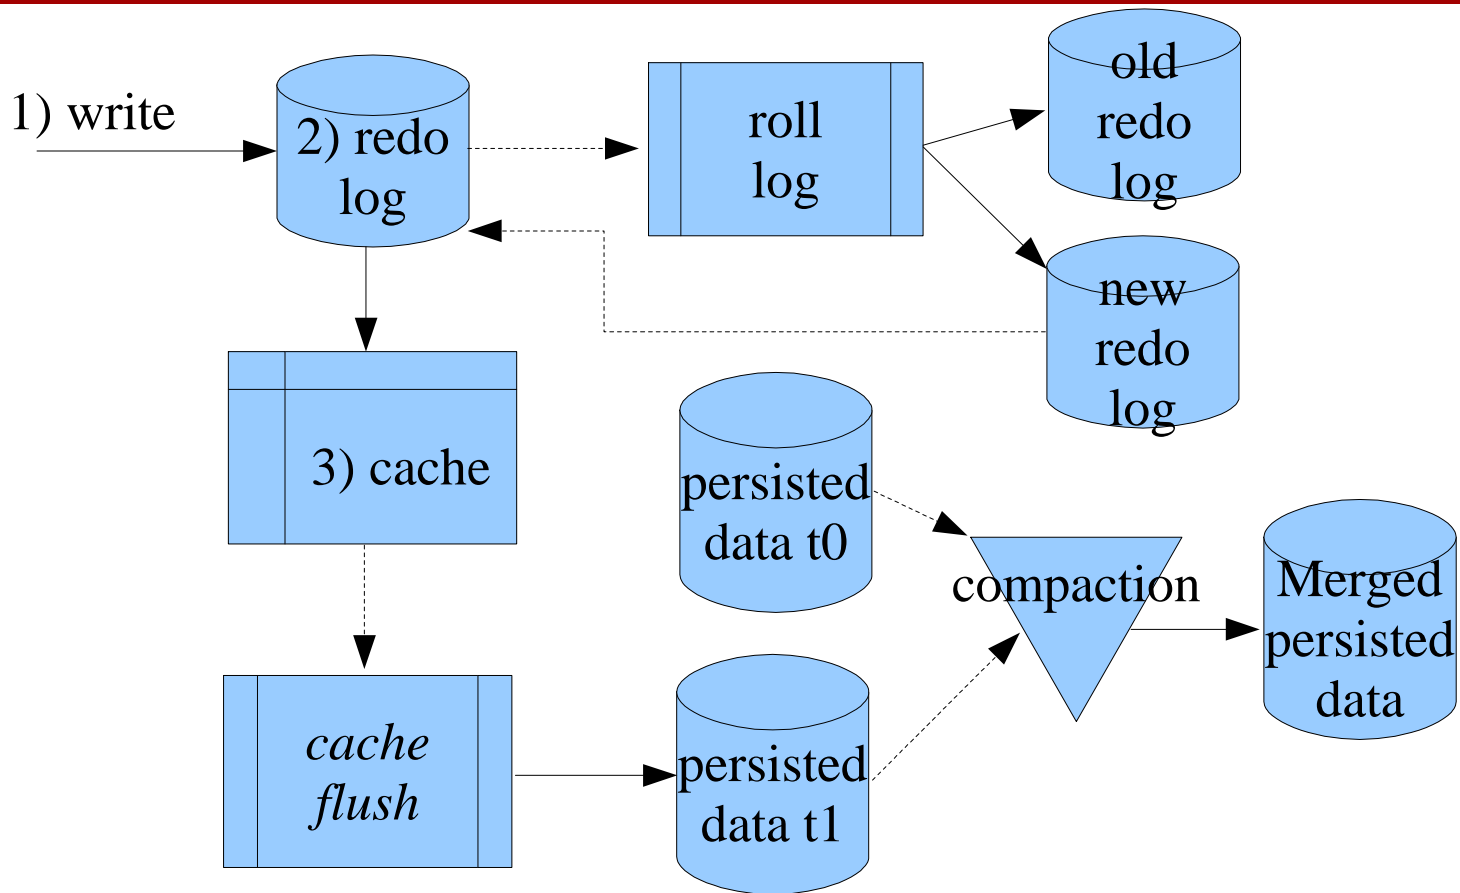 1) write
2) redo
log
roll
log
old
redo
log
new
redo
log
3) cache
persisted
data t0
compaction
Merged
persisted
data
cache
flush
persisted
data t1